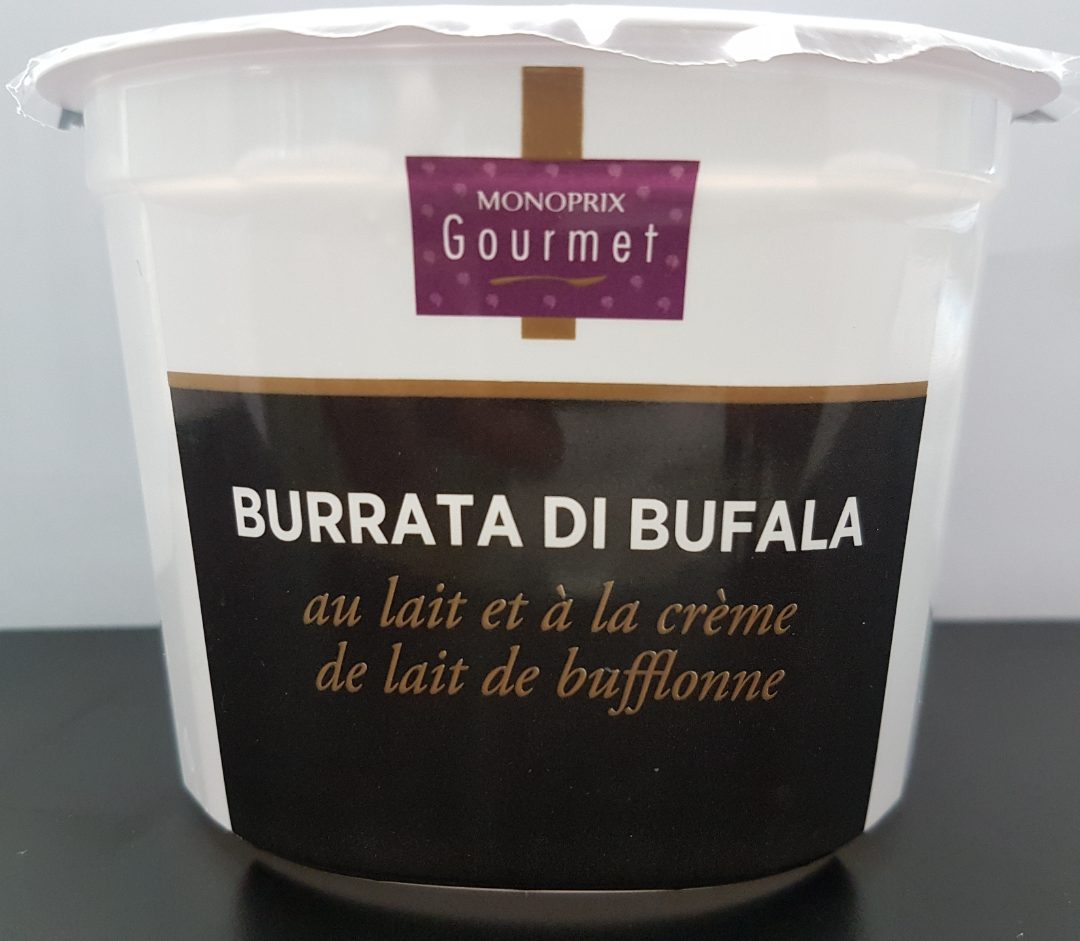 MONOPRIX
Gourmet
BURRATA DI BUFALA
au lait et à la crème
de lait de bufflonne